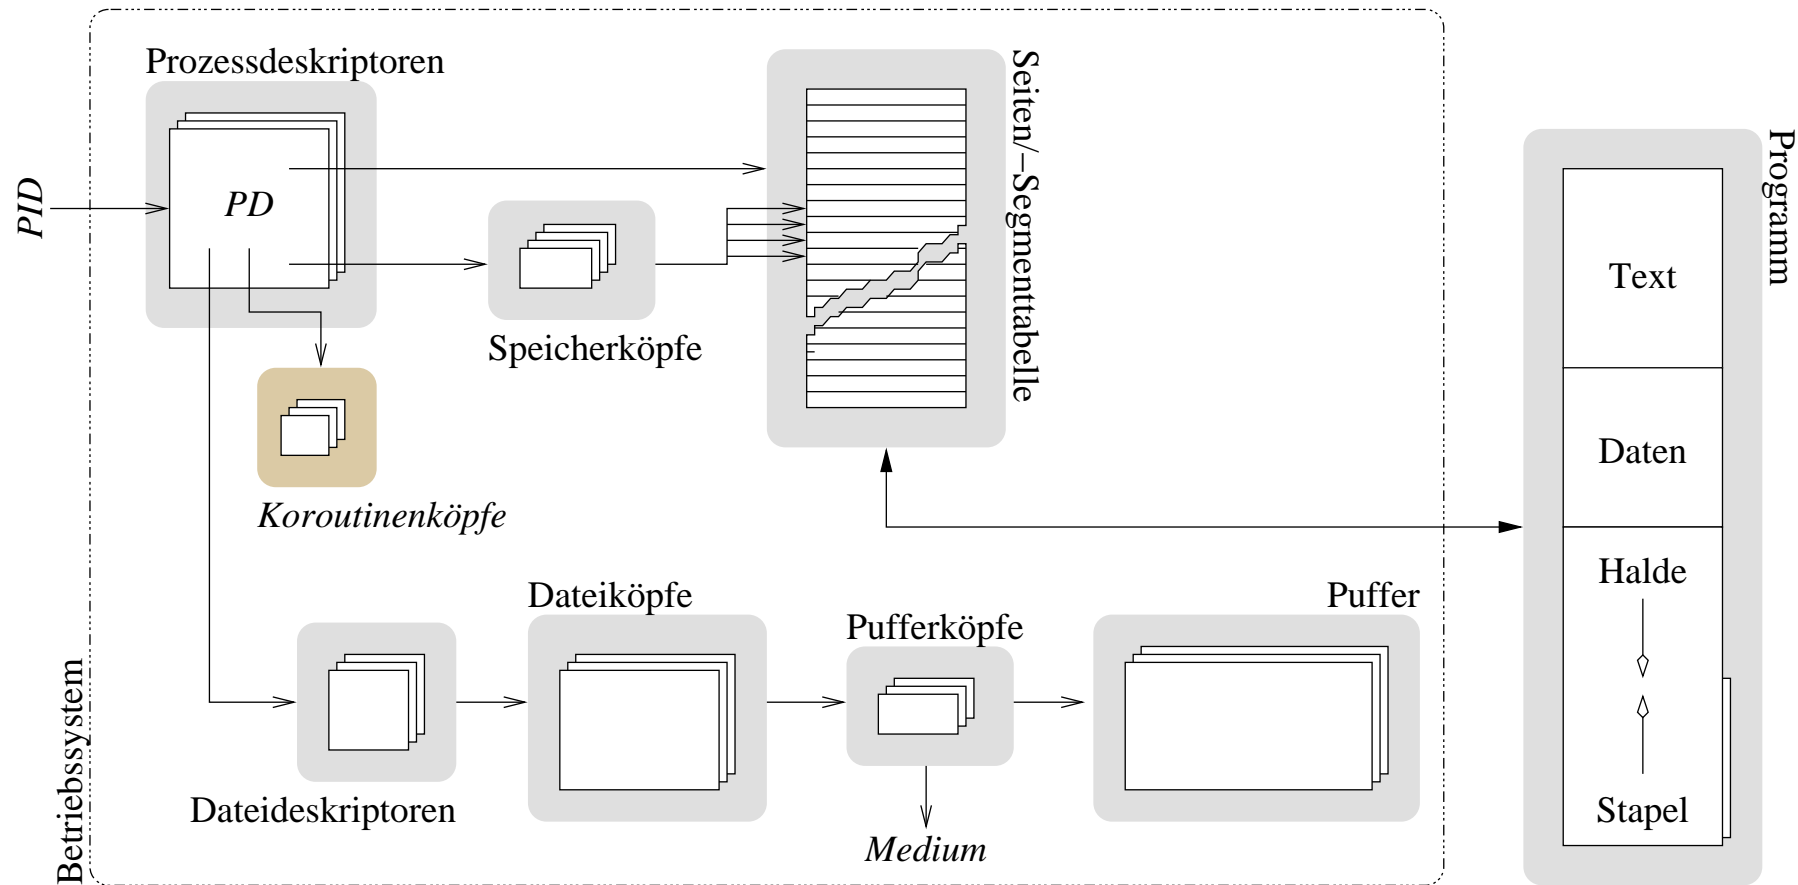 Prozessdeskriptoren
PID
PD
Seiten/–Segmenttabelle
Speicherköpfe
Koroutinenköpfe
Programm
Text
Daten
Halde
Stapel
Betriebssystem
Dateideskriptoren
Dateiköpfe
Pufferköpfe
Puffer
Medium